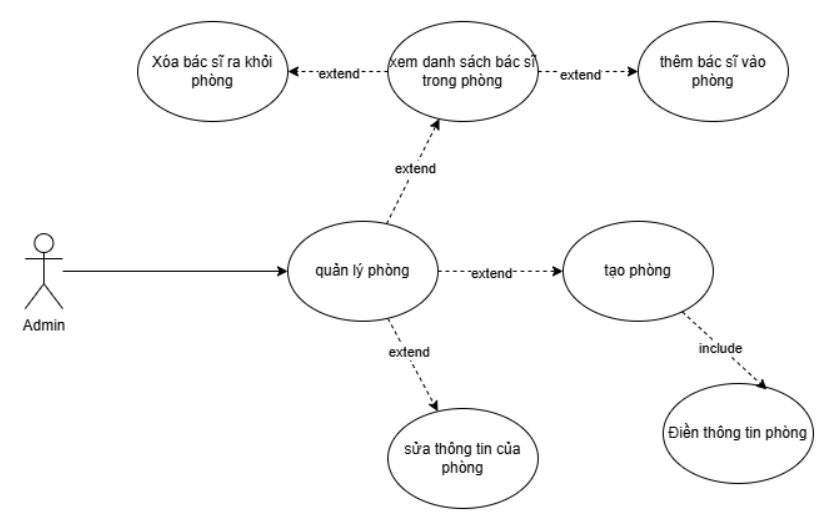 Xóa bác sĩ ra khỏi
phòng
extend
xem danh sách bác sĩ
trong phòng
extend
thêm bác sĩ vào
phòng
extend
Admin
quản lý phòng
extend
tạo phòng
extend
include
sửa thông tin của
phòng
Điền thông tin phòng